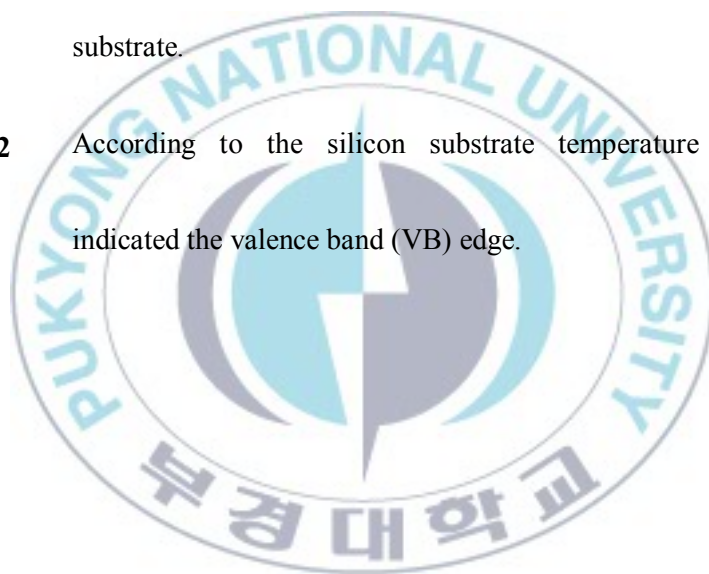 substrate.
PUKYONG NATIONAL UNIVERSITY
2 According to the silicon substrate temperature
indicated the valence band (VB) edge.
부경대학교